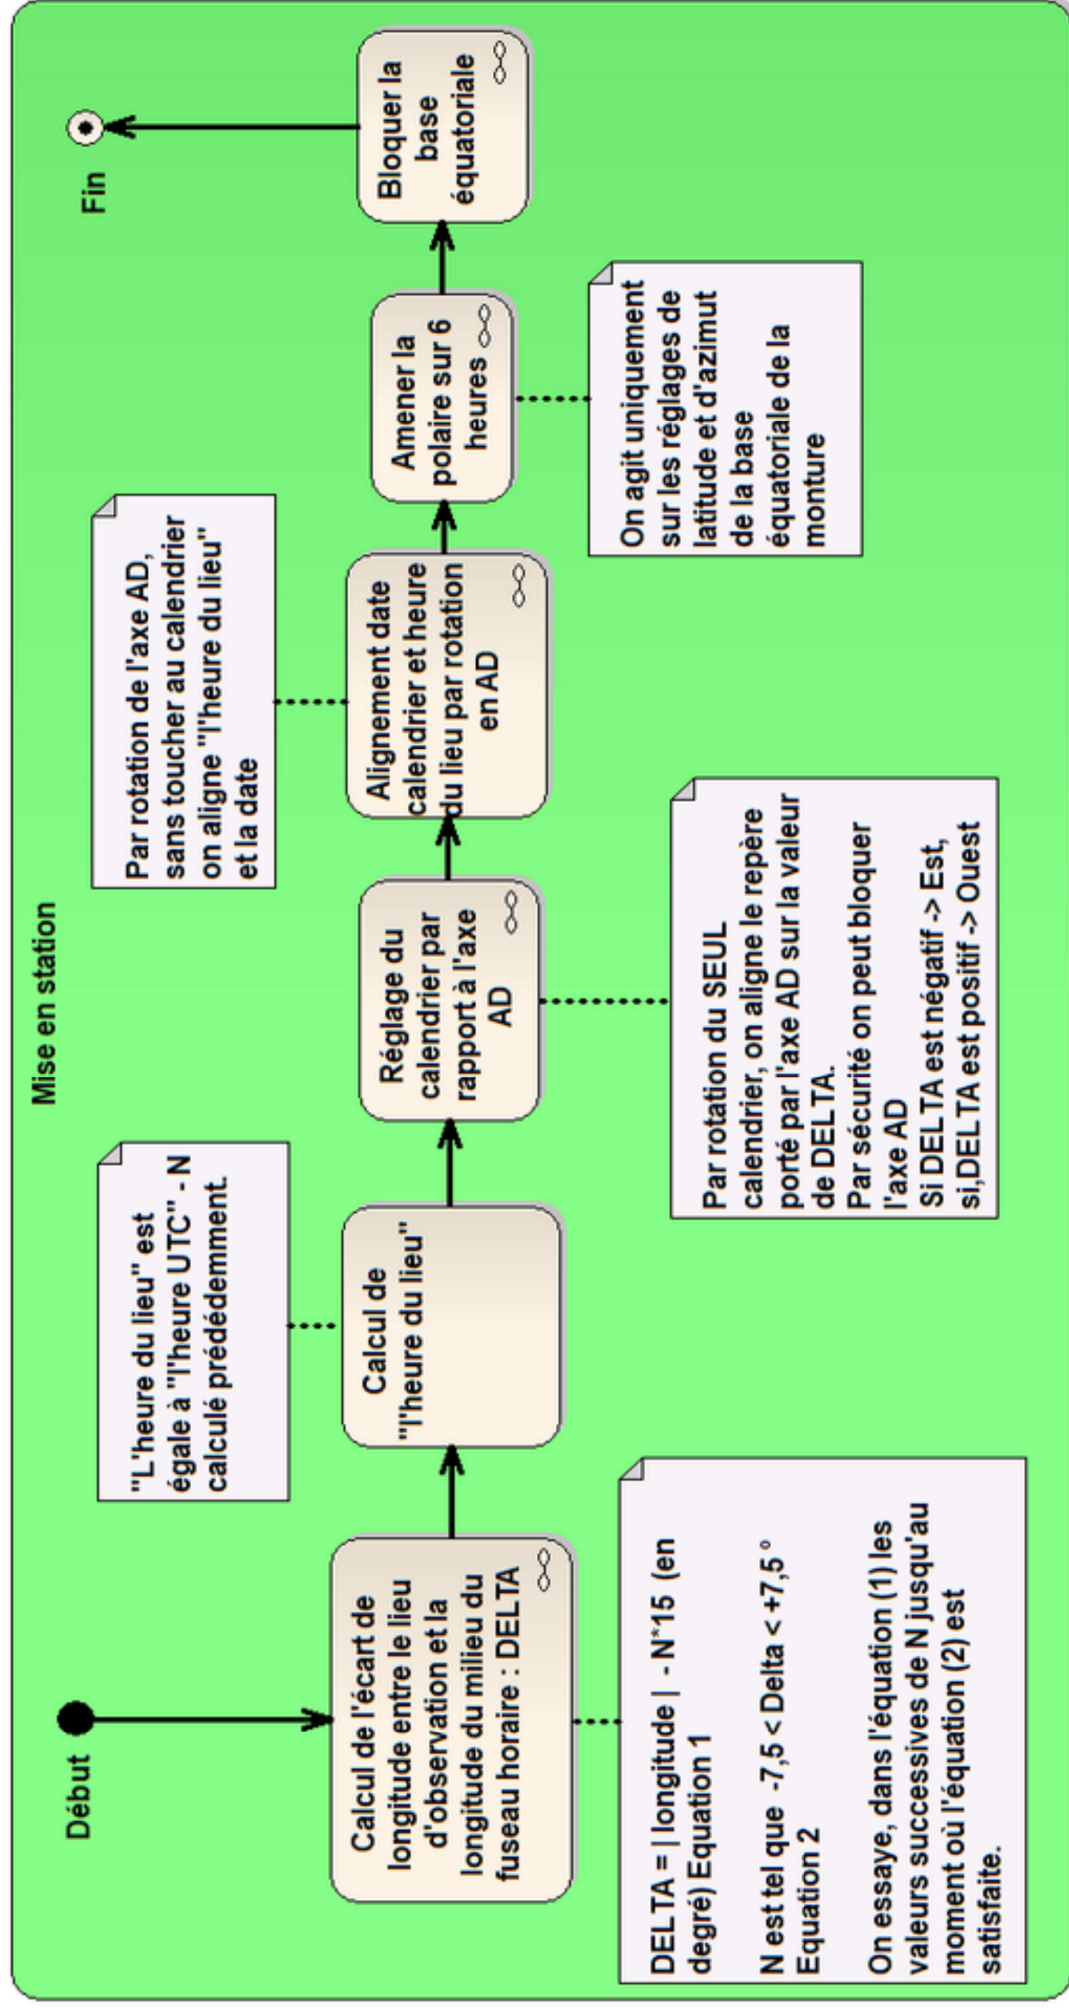 Mise en station
Début
Calcul de l'écart de
longitude entre le lieu
d'observation et la
longitude du milieu du
fuseau horaire : DELTA
DELTA = | longitude | - N*15 (en
degré) Equation 1
N est tel que -7,5 < Delta < +7,5 °
Equation 2
On essaye, dans l'équation (1) les
valeurs successives de N jusqu'au
moment où l'équation (2) est
satisfaite.
"L'heure du lieu" est
égale à "l'heure UTC" - N
calculé prédédemment.
Calcul de
"l'heure du lieu"
Réglage du
calendrier par
rapport à l'axe
AD
Par rotation du SEUL
calendrier, on aligne le repère
porté par l'axe AD sur la valeur
de DELTA.
Par sécurité on peut bloquer
l'axe AD
Si DELTA est négatif -> Est,
si,DELTA est positif -> Ouest
Par rotation de l'axe AD,
sans toucher au calendrier
on aligne "l'heure du lieu"
et la date
Alignement date
calendrier et heure
du lieu par rotation
en AD
Amener la
polaire sur 6
heures
On agit uniquement
sur les réglages de
latitude et d'azimut
de la base
équatoriale de la
monture
Bloquer la
base
équatoriale
Fin